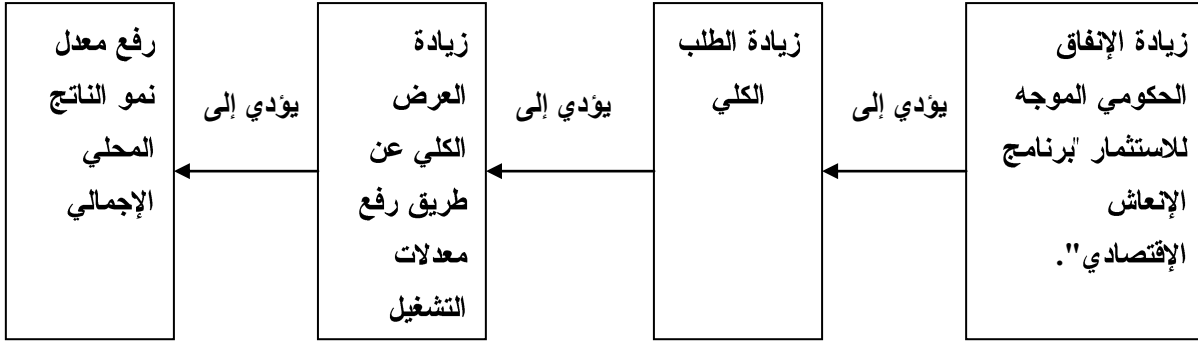 زيادة الإنفاق
الحكومي الموجه
للاستثمار "برنامج
الإنعاش
الإقتصادي".
يؤدي إلى
زيادة الطلب
الكلي
يؤدي إلى
زيادة
العرض
الكلي عن
طريق رفع
معدلات
التشغيل
يؤدي إلى
رفع معدل
نمو الناتج
المحلي
الإجمالي